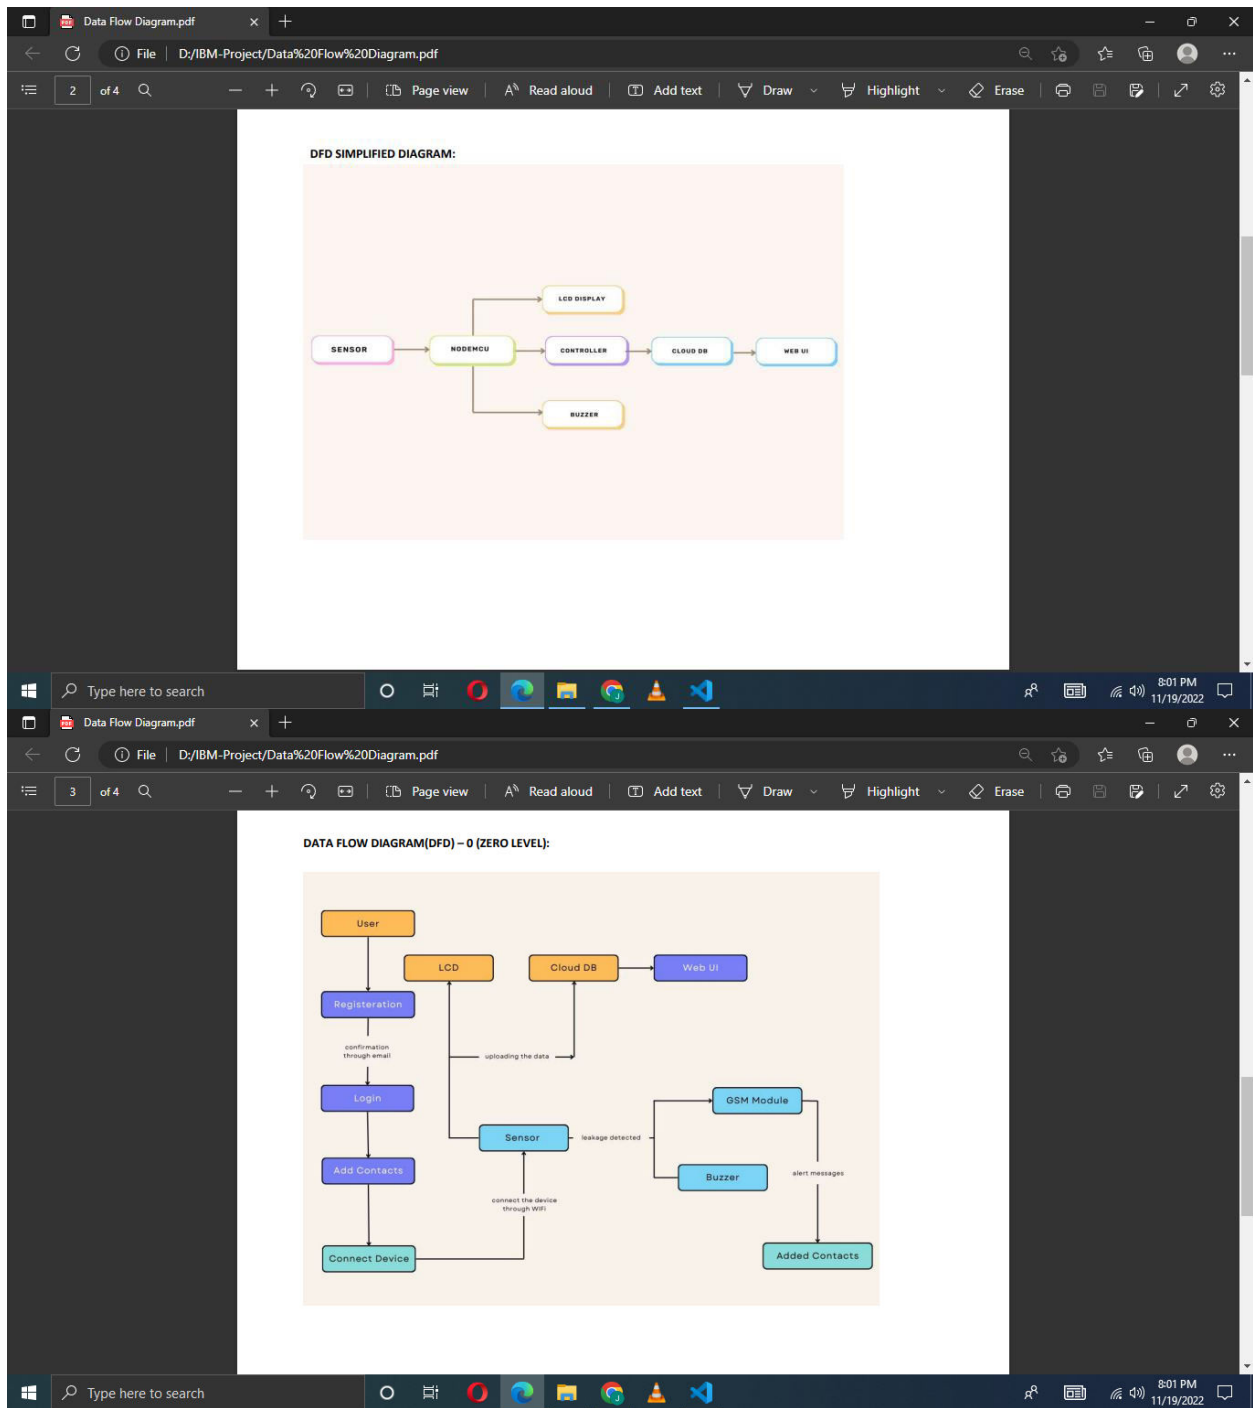 Data Flow Diagram.pdf
File D:/IBM-Project/Data%20Flow%20Diagram.pdf
2 of 4 Page view Read aloud Add text Draw Highlight Erase
DFD SIMPLIFIED DIAGRAM:
LCD DISPLAY
SENSOR NODEMCU CONTROLLER CLOUD DB WEB UI
BUZZER
Type here to search
8:01 PM
11/19/2022
Data Flow Diagram.pdf
File D:/IBM-Project/Data%20Flow%20Diagram.pdf
3 of 4 Page view Read aloud Add text Draw Highlight Erase
DATA FLOW DIAGRAM(DFD) – 0 (ZERO LEVEL):
User
LCD Cloud DB Web UI
Registeration
confirmation
through email
uploading the data
Login
GSM Module
Sensor leakage detected
Add Contacts
Buzzer alert messages
connect the device
through WIFI
Connect Device Added Contacts
Type here to search
8:01 PM
11/19/2022